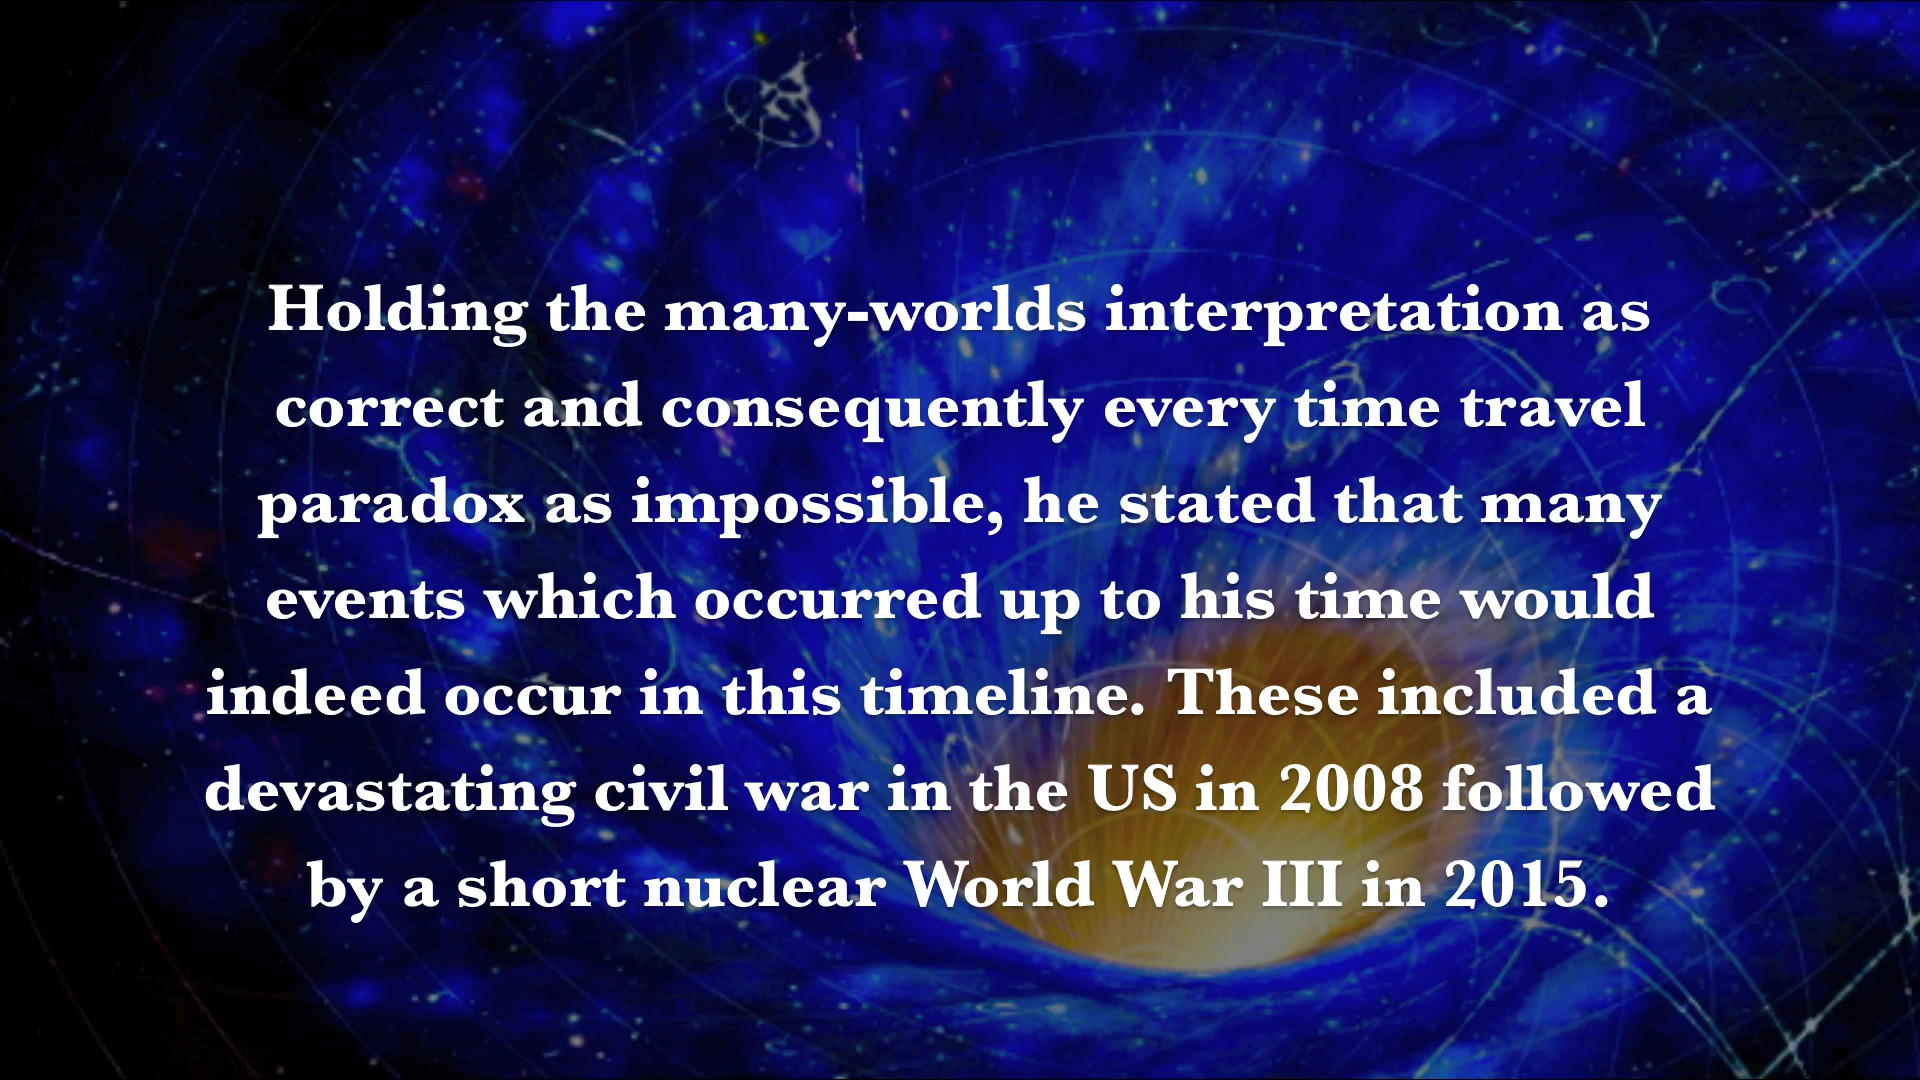 Holding the many-worlds interpretation as
correct and consequently every time travel
paradox as impossible, he stated that many
events which occurred up to his time would
indeed occur in this timeline. These included a
devastating civil war in the US in 2008 followed
by a short nuclear World War III in 2015.